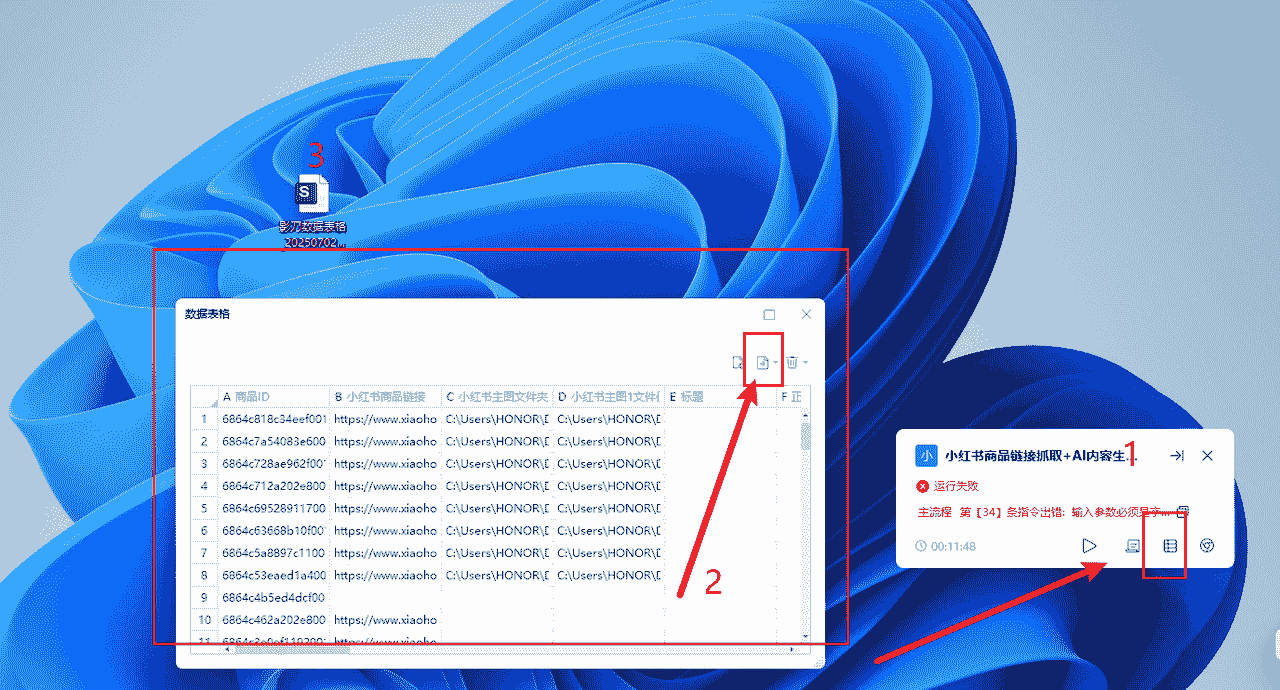 3
S
影刀数据表格
20250702...
数据表格
A 商品ID B 小红书商品链接 C 小红书主图文件夹 D 小红书主图1文件( E 标题 F 正
1 6864c818c34eef001 https://www.xiaoho C:\Users\HONOR\D C:\Users\HONOR\D
2 6864c7a54083e600 https://www.xiaoho C:\Users\HONOR\D C:\Users\HONOR\D
3 6864c728ae962f001 https://www.xiaoho C:\Users\HONOR\D C:\Users\HONOR\D
4 6864c712a202e800 https://www.xiaoho C:\Users\HONOR\D C:\Users\HONOR\D
5 6864c69528911700 https://www.xiaoho C:\Users\HONOR\D C:\Users\HONOR\D
6 6864c63668b10f00 https://www.xiaoho C:\Users\HONOR\D C:\Users\HONOR\D
7 6864c5a8897c1100 https://www.xiaoho C:\Users\HONOR\D C:\Users\HONOR\D
8 6864c53eaed1a400 https://www.xiaoho C:\Users\HONOR\D C:\Users\HONOR\D
9 6864c4b5ed4dcf00
10 6864c462a202e800 https://www.xiaoho
11 https://www.xiaoho
2
1
小 小红书商品链接抓取+AI内容生...
运行失败
主流程 第【34】条指令出错: 输入参数必须是字...
00:11:48